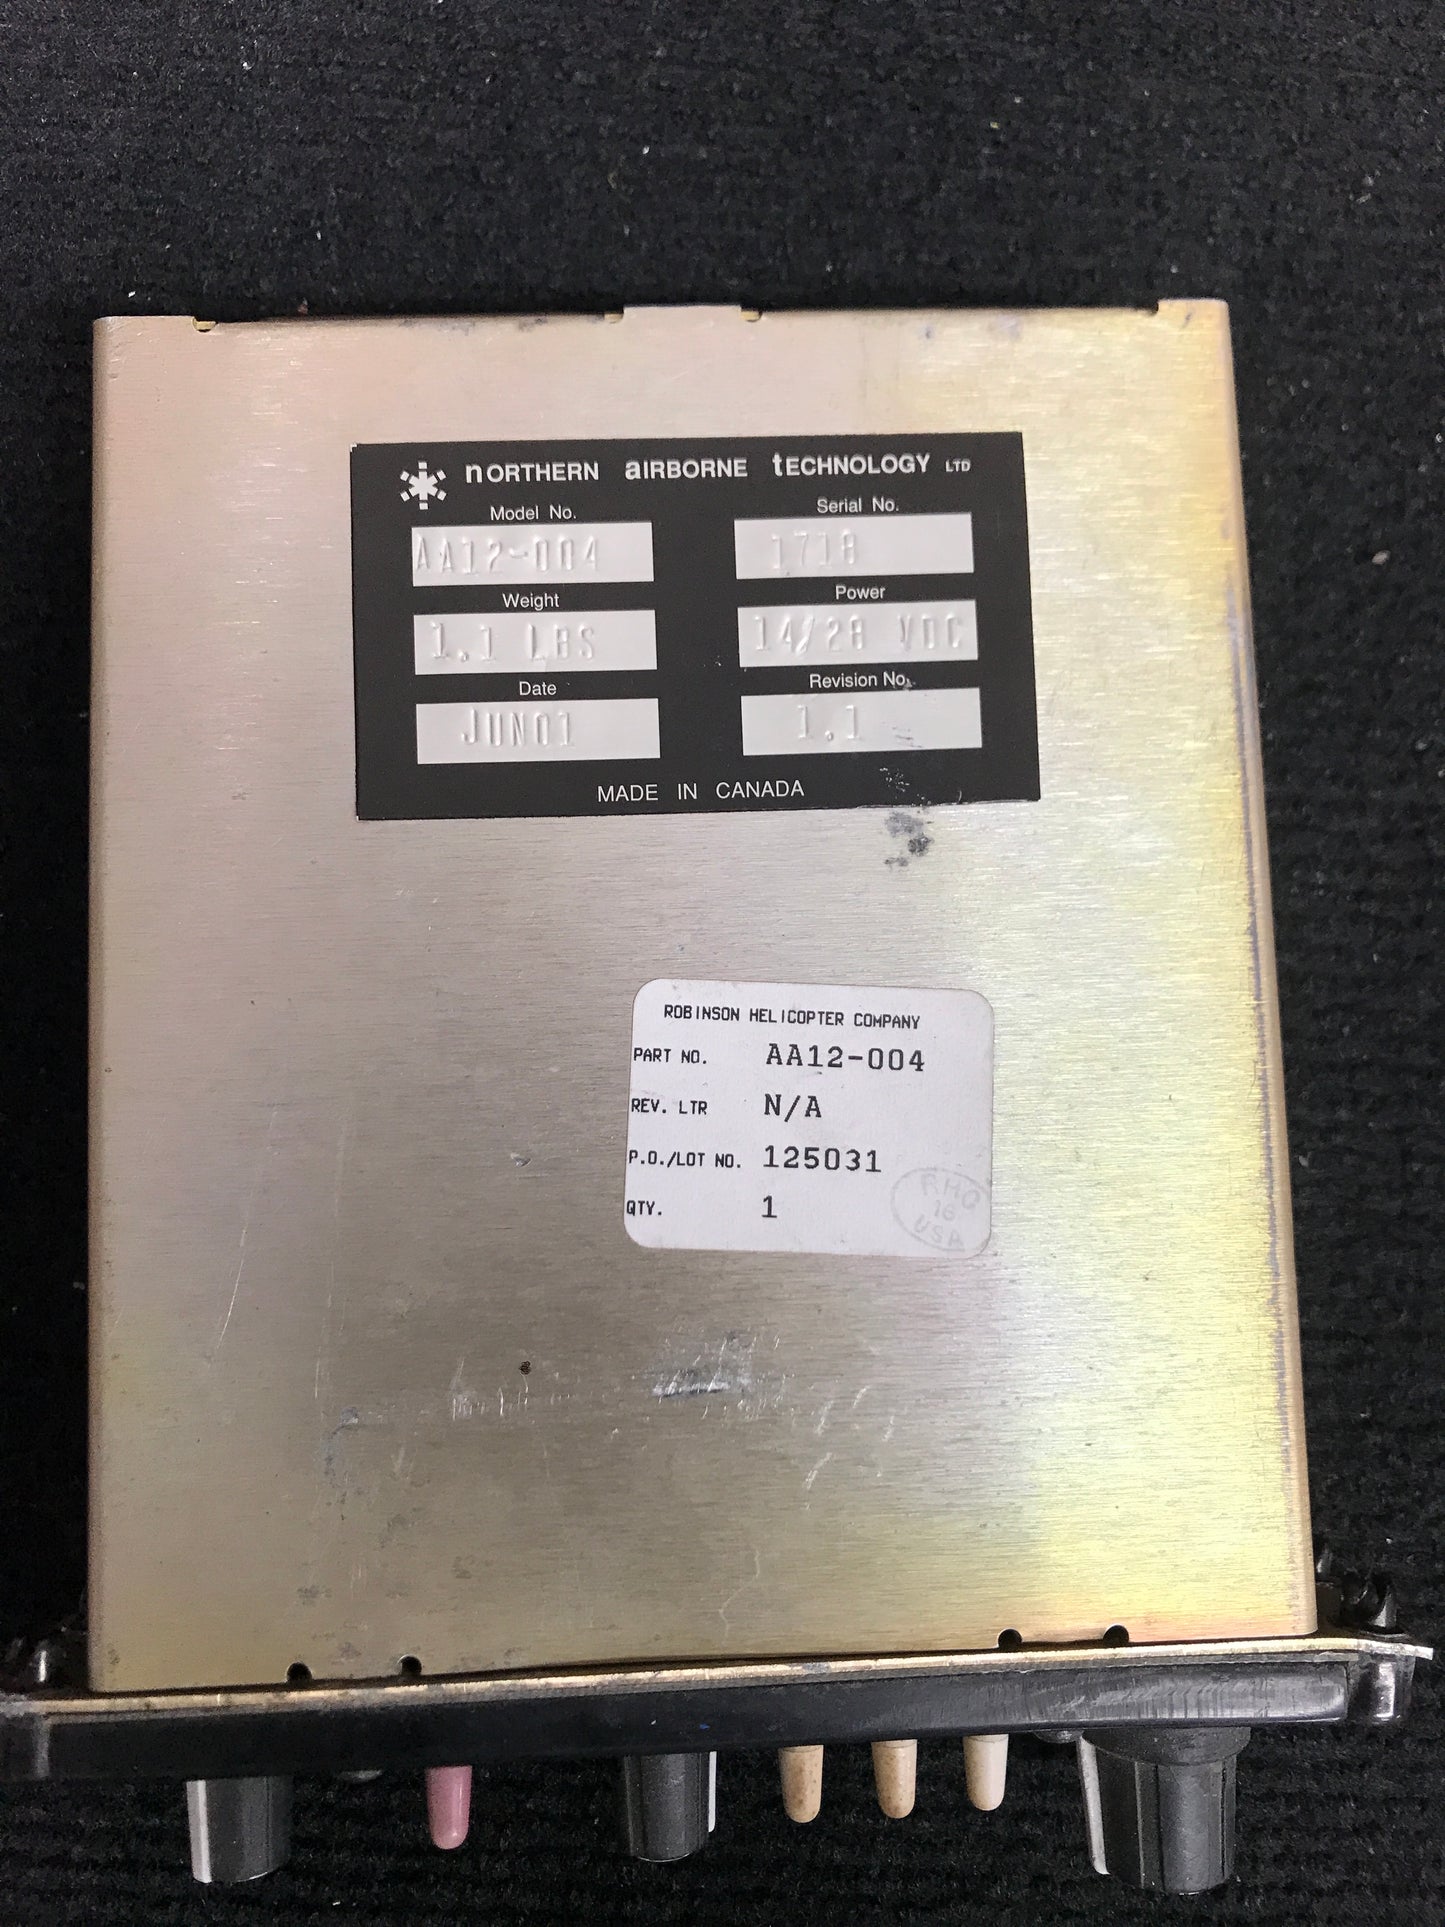 nORTHERN aIRBORNE tECHNOLOGY LTD
Model No. Serial No.
AA12-004 1718
Weight Power
1.1 LBS 14/28 VDC
Date Revision No.
JUN01 1.1
MADE IN CANADA
ROBINSON HELICOPTER COMPANY
PART NO. AA12-004
REV. LTR N/A
P.O./LOT NO. 125031
QTY. 1
RHC
16
USA